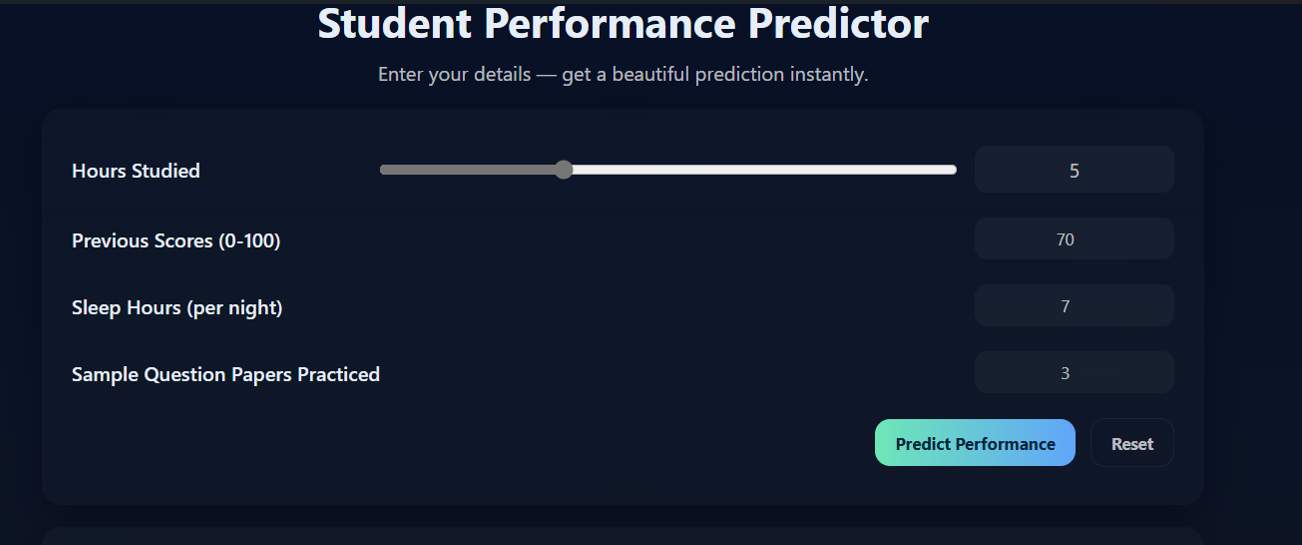 Student Performance Predictor
Enter your details — get a beautiful prediction instantly.
Hours Studied 5
Previous Scores (0-100) 70
Sleep Hours (per night) 7
Sample Question Papers Practiced 3
Predict Performance Reset